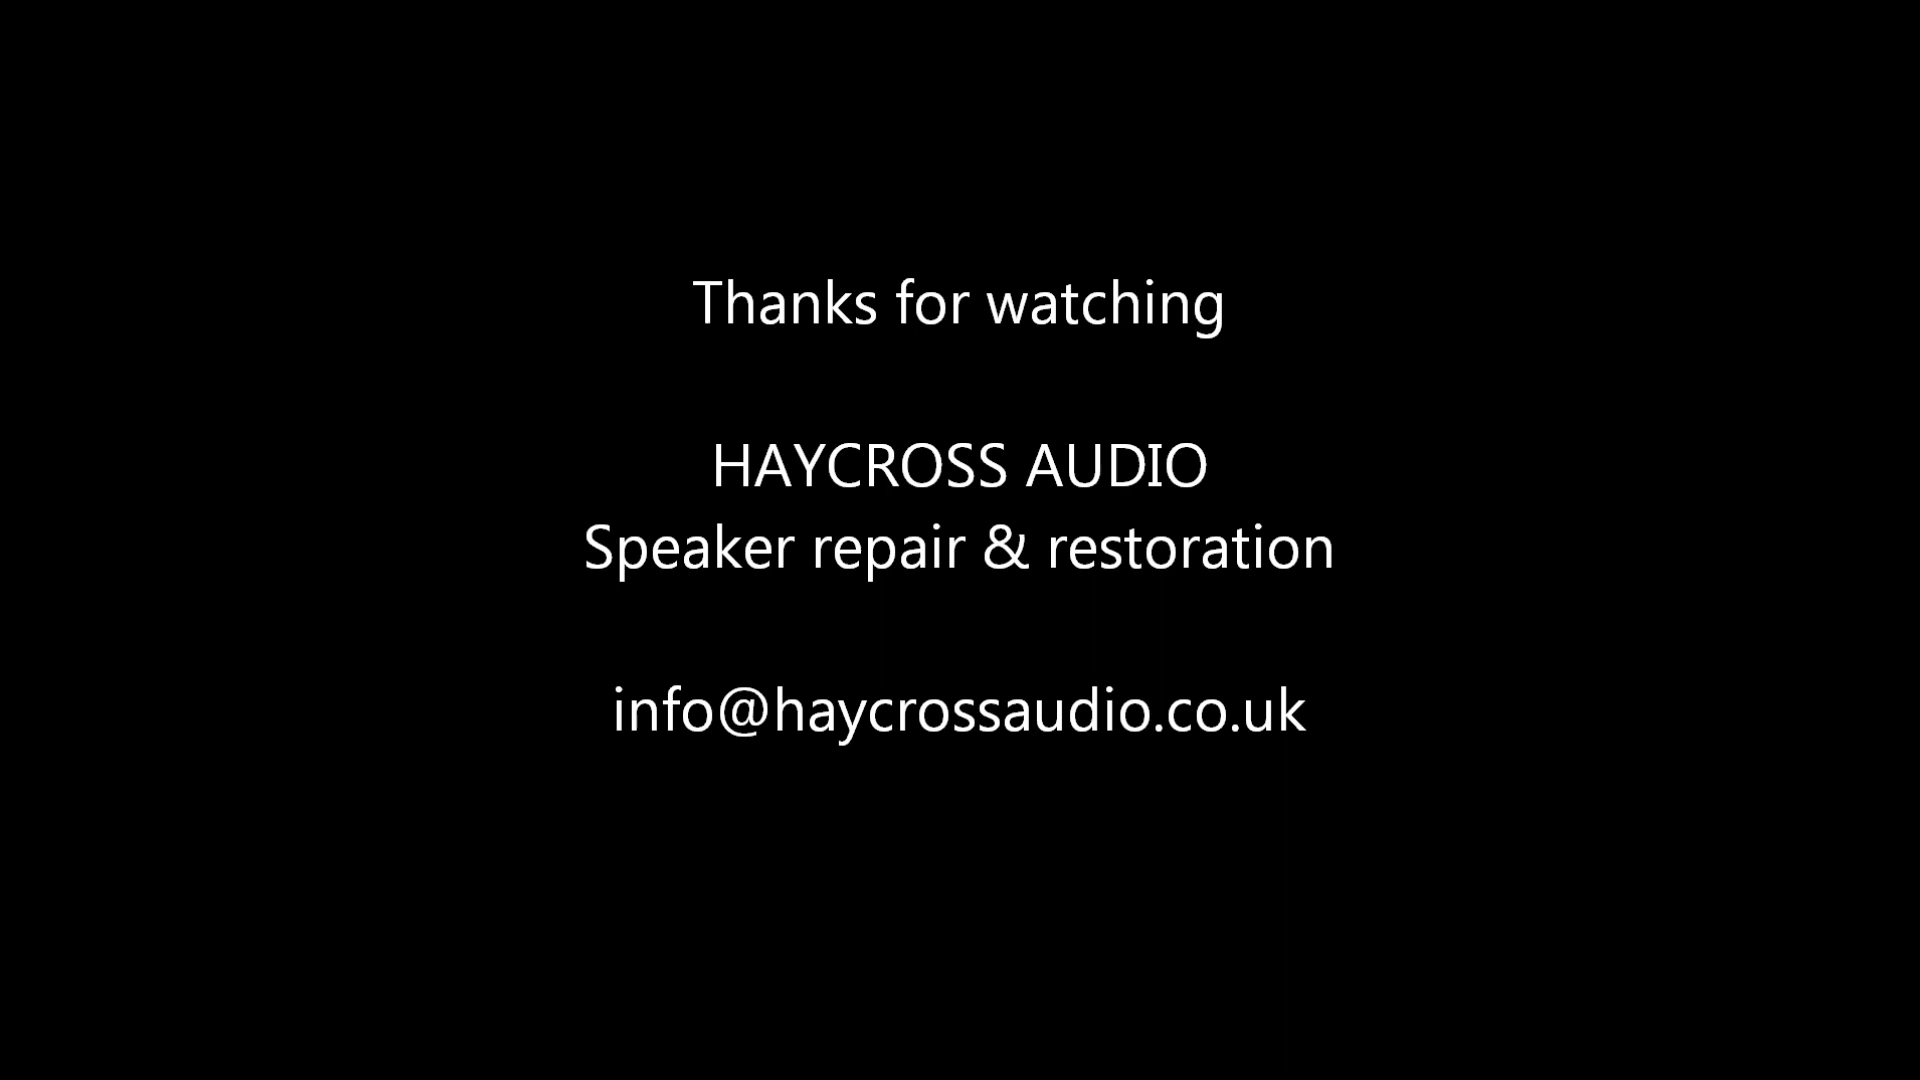 Thanks for watching
HAYCROSS AUDIO
Speaker repair & restoration
info@haycrossaudio.co.uk